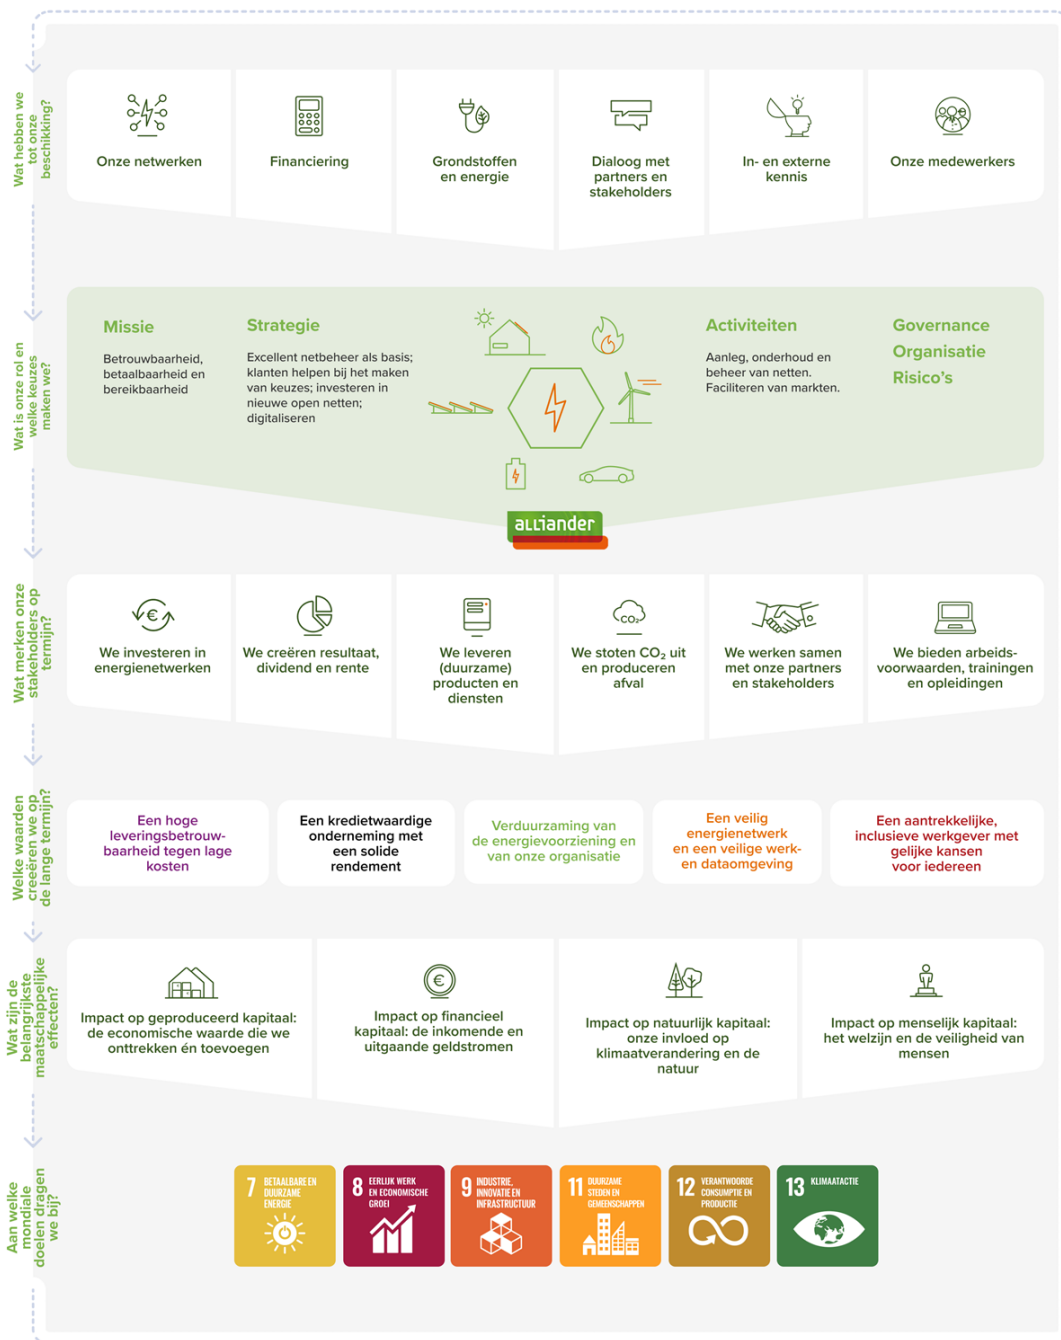 Wat hebben we
tot onze
beschikking?
Onze netwerken
Financiering
Grondstoffen
en energie
Dialoog met
partners en
stakeholders
In- en externe
kennis
Onze medewerkers
Wat is onze rol en
welke keuzes
maken we?
Missie
Betrouwbaarheid,
betaalbaarheid en
bereikbaarheid
Strategie
Excellent netbeheer als basis;
klanten helpen bij het maken
van keuzes; investeren in
nieuwe open netten;
digitaliseren
Activiteiten
Aanleg, onderhoud en
beheer van netten.
Faciliteren van markten.
Governance
Organisatie
Risico's
alliander
Wat merken onze
stakeholders op
termijn?
€
We investeren in
energienetwerken
We creëren resultaat,
dividend en rente
We leveren
(duurzame)
producten en
diensten
CO₂
We stoten CO₂ uit
en produceren
afval
We werken samen
met onze partners
en stakeholders
We bieden arbeids-
voorwaarden, trainingen
en opleidingen
Welke waarden
creëëren we op
de lange termijn?
Een hoge
leveringsbetrouw-
baarheid tegen lage
kosten
Een kredietwaardige
onderneming met
een solide
rendement
Verduurzaming van
de energievoorziening en
van onze organisatie
Een veilig
energienetwerk
en een veilige werk-
en dataomgeving
Een aantrekkelijke,
inclusieve werkgever met
gelijke kansen
voor iedereen
Wat zijn de
belangrijkste
maatschappelijke
effecten?
Impact op geproduceerd kapitaal:
de economische waarde die we
onttrekken én toevoegen
€
Impact op financieel
kapitaal: de inkomende en
uitgaande geldstromen
Impact op natuurlijk kapitaal:
onze invloed op
klimaatverandering en de
natuur
Impact op menselijk kapitaal:
het welzijn en de veiligheid van
mensen
Aan welke
mondiale
doelen dragen
we bij?
7 BETAALBARE EN
DUURZAME
ENERGIE
8 EERLIJK WERK
EN ECONOMISCHE
GROEI
9 INDUSTRIE,
INNOVATIE EN
INFRASTRUCTUUR
11 DUURZAME
STEDEN EN
GEMEENSCHAPPEN
12 VERANTWOORDE
CONSUMPTIE EN
PRODUCTIE
13 KLIMAATACTIE